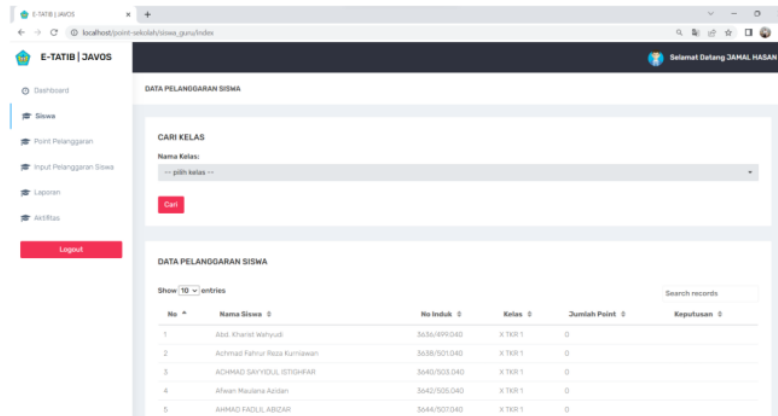 E-TATIB | JAVOS
localhost/point-sekolah/siswa_guru/index
E-TATIB | JAVOS
Selamat Datang JAMAL HASAN
Dashboard
Siswa
Point Pelanggaran
Input Pelanggaran Siswa
Laporan
Aktifitas
Logout
DATA PELANGGARAN SISWA
CARI KELAS
Nama Kelas:
-- pilih kelas --
Cari
DATA PELANGGARAN SISWA
Show 10 entries
Search records
No Nama Siswa No Induk Kelas Jumlah Point Keputusan
1 Abd. Kharist Wahyudi 3636/499.040 X TKR 1 0
2 Achmad Fahrur Reza Kurniawan 3638/501.040 X TKR 1 0
3 ACHMAD SAYYIDUL ISTIGHFAR 3640/503.040 X TKR 1 0
4 Afwan Maulana Azidan 3642/505.040 X TKR 1 0
5 AHMAD FADLIL ABIZAR 3644/507.040 X TKR 1 0